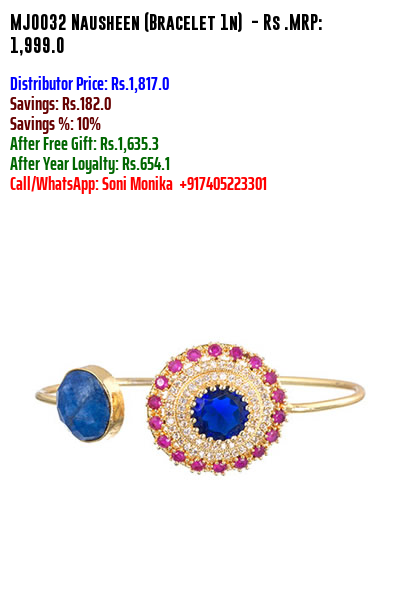 MJ0032 Nausheen (Bracelet 1n) - Rs .MRP:
1,999.0
Distributor Price: Rs.1,817.0
Savings: Rs.182.0
Savings %: 10%
After Free Gift: Rs.1,635.3
After Year Loyalty: Rs.654.1
Call/WhatsApp: Soni Monika +917405223301